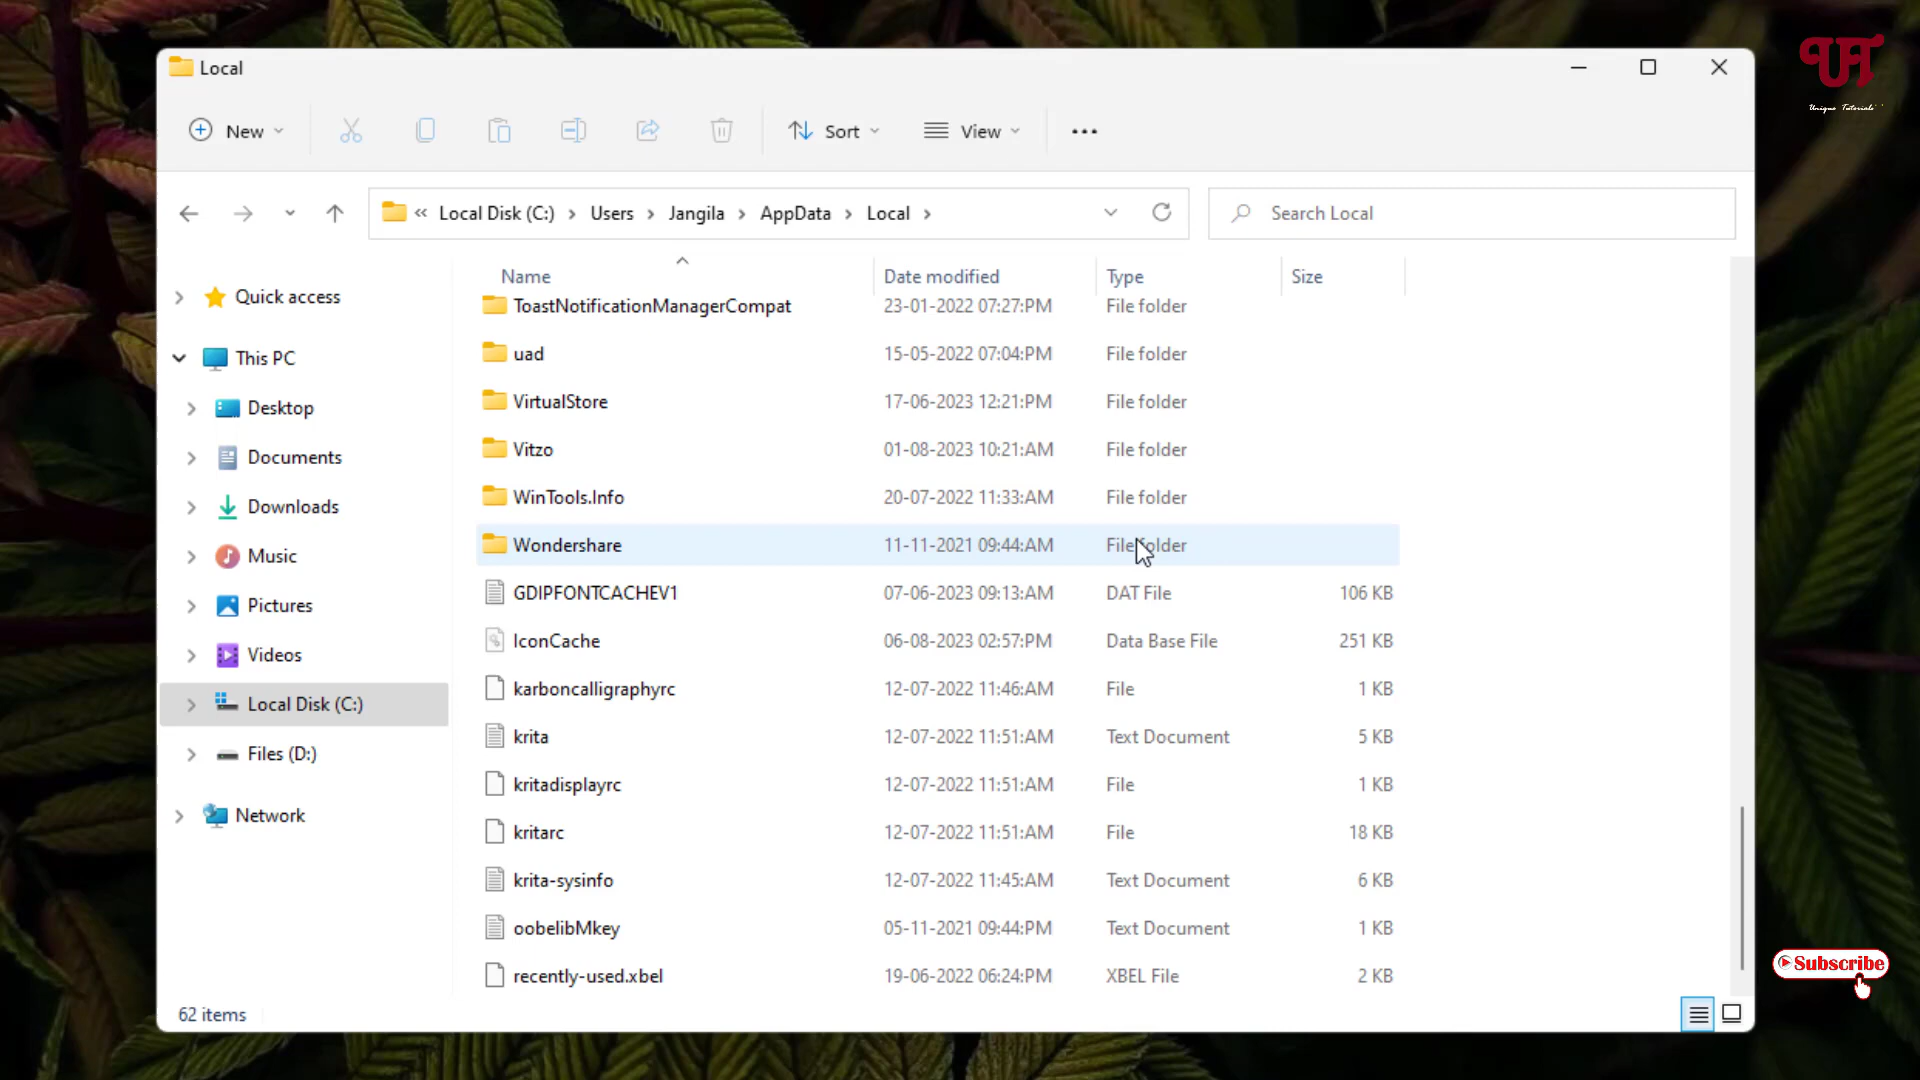 Local
New
Sort
View
« Local Disk (C:) > Users > Jangila > AppData > Local >
Search Local
Name Date modified Type Size
ToastNotificationManagerCompat 23-01-2022 07:27:PM File folder
uad 15-05-2022 07:04:PM File folder
VirtualStore 17-06-2023 12:21:PM File folder
Vitzo 01-08-2023 10:21:AM File folder
WinTools.Info 20-07-2022 11:33:AM File folder
Wondershare 11-11-2021 09:44:AM File folder
GDIPFONTCACHEV1 07-06-2023 09:13:AM DAT File 106 KB
IconCache 06-08-2023 02:57:PM Data Base File 251 KB
karboncalligraphyrc 12-07-2022 11:46:AM File 1 KB
krita 12-07-2022 11:51:AM Text Document 5 KB
kritadisplayrc 12-07-2022 11:51:AM File 1 KB
kritarc 12-07-2022 11:51:AM File 18 KB
krita-sysinfo 12-07-2022 11:45:AM Text Document 6 KB
oobelibMkey 05-11-2021 09:44:PM Text Document 1 KB
recently-used.xbel 19-06-2022 06:24:PM XBEL File 2 KB
Quick access
This PC
Desktop
Documents
Downloads
Music
Pictures
Videos
Local Disk (C:)
Files (D:)
Network
62 items
UT
Unique Tutorials
Subscribe